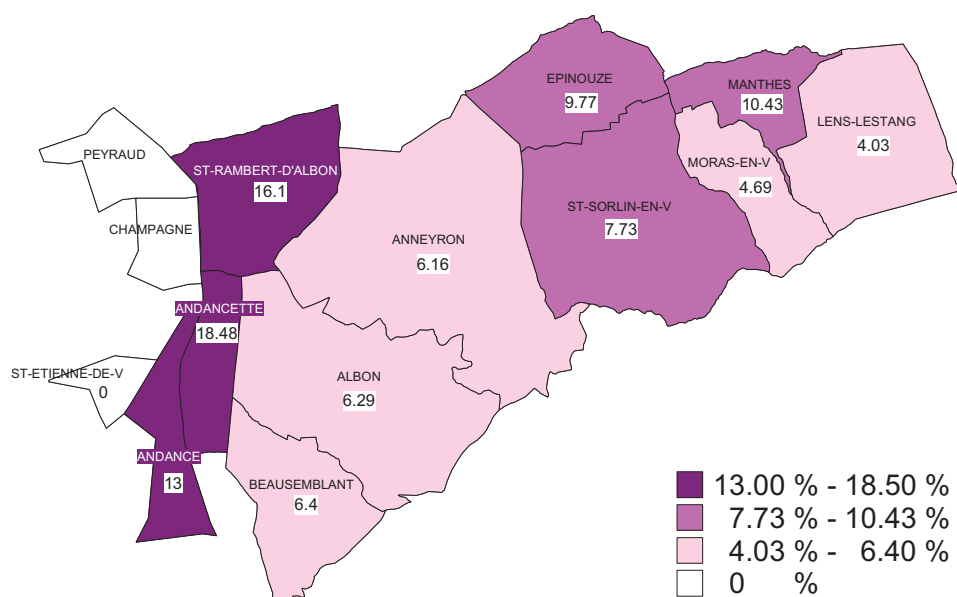 EPINOUZE
9.77
MANTHES
10.43
LENS-LESTANG
4.03
PEYRAUD
ST-RAMBERT-D'ALBON
16.1
MORAS-EN-V
4.69
ST-SORLIN-EN-V
7.73
CHAMPAGNE
ANNEYRON
6.16
ANDANCETTE
18.48
ST-ETIENNE-DE-V
0
ALBON
6.29
ANDANCE
13
BEAUSEMBLANT
6.4
13.00 % - 18.50 %
7.73 % - 10.43 %
4.03 % - 6.40 %
0 %